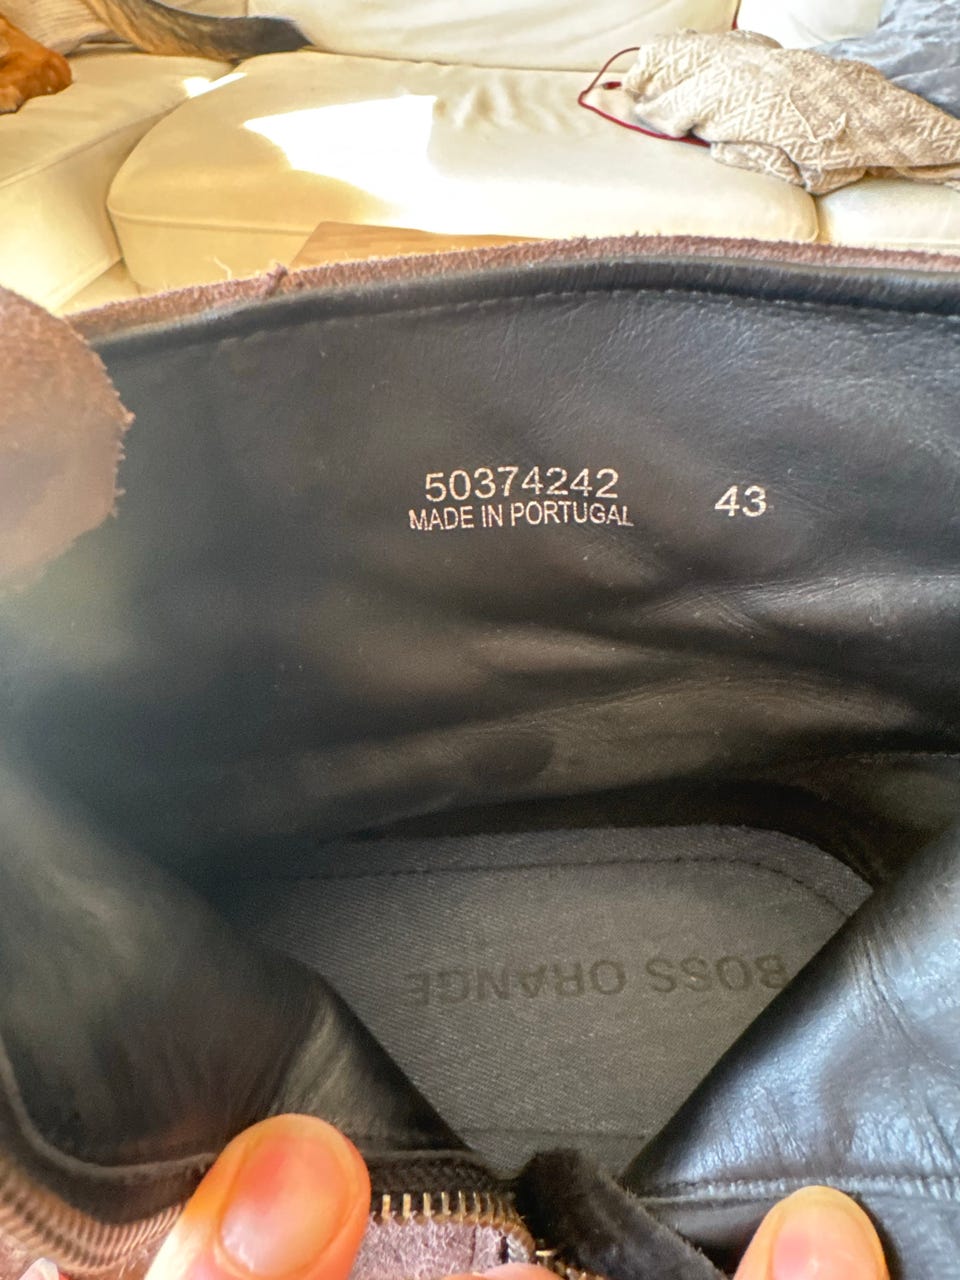 50374242 43
MADE IN PORTUGAL
BOSS ORANGE